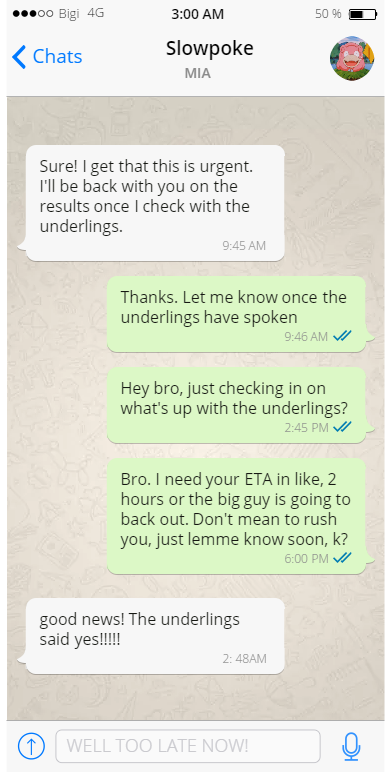 Bigi 4G 3:00 AM 50 %
Chats Slowpoke
MIA
Sure! I get that this is urgent.
I'll be back with you on the
results once I check with the
underlings.
9:45 AM
Thanks. Let me know once the
underlings have spoken
9:46 AM
Hey bro, just checking in on
what's up with the underlings?
2:45 PM
Bro. I need your ETA in like, 2
hours or the big guy is going to
back out. Don't mean to rush
you, just lemme know soon, k?
6:00 PM
good news! The underlings
said yes!!!!!
2: 48AM
WELL TOO LATE NOW!